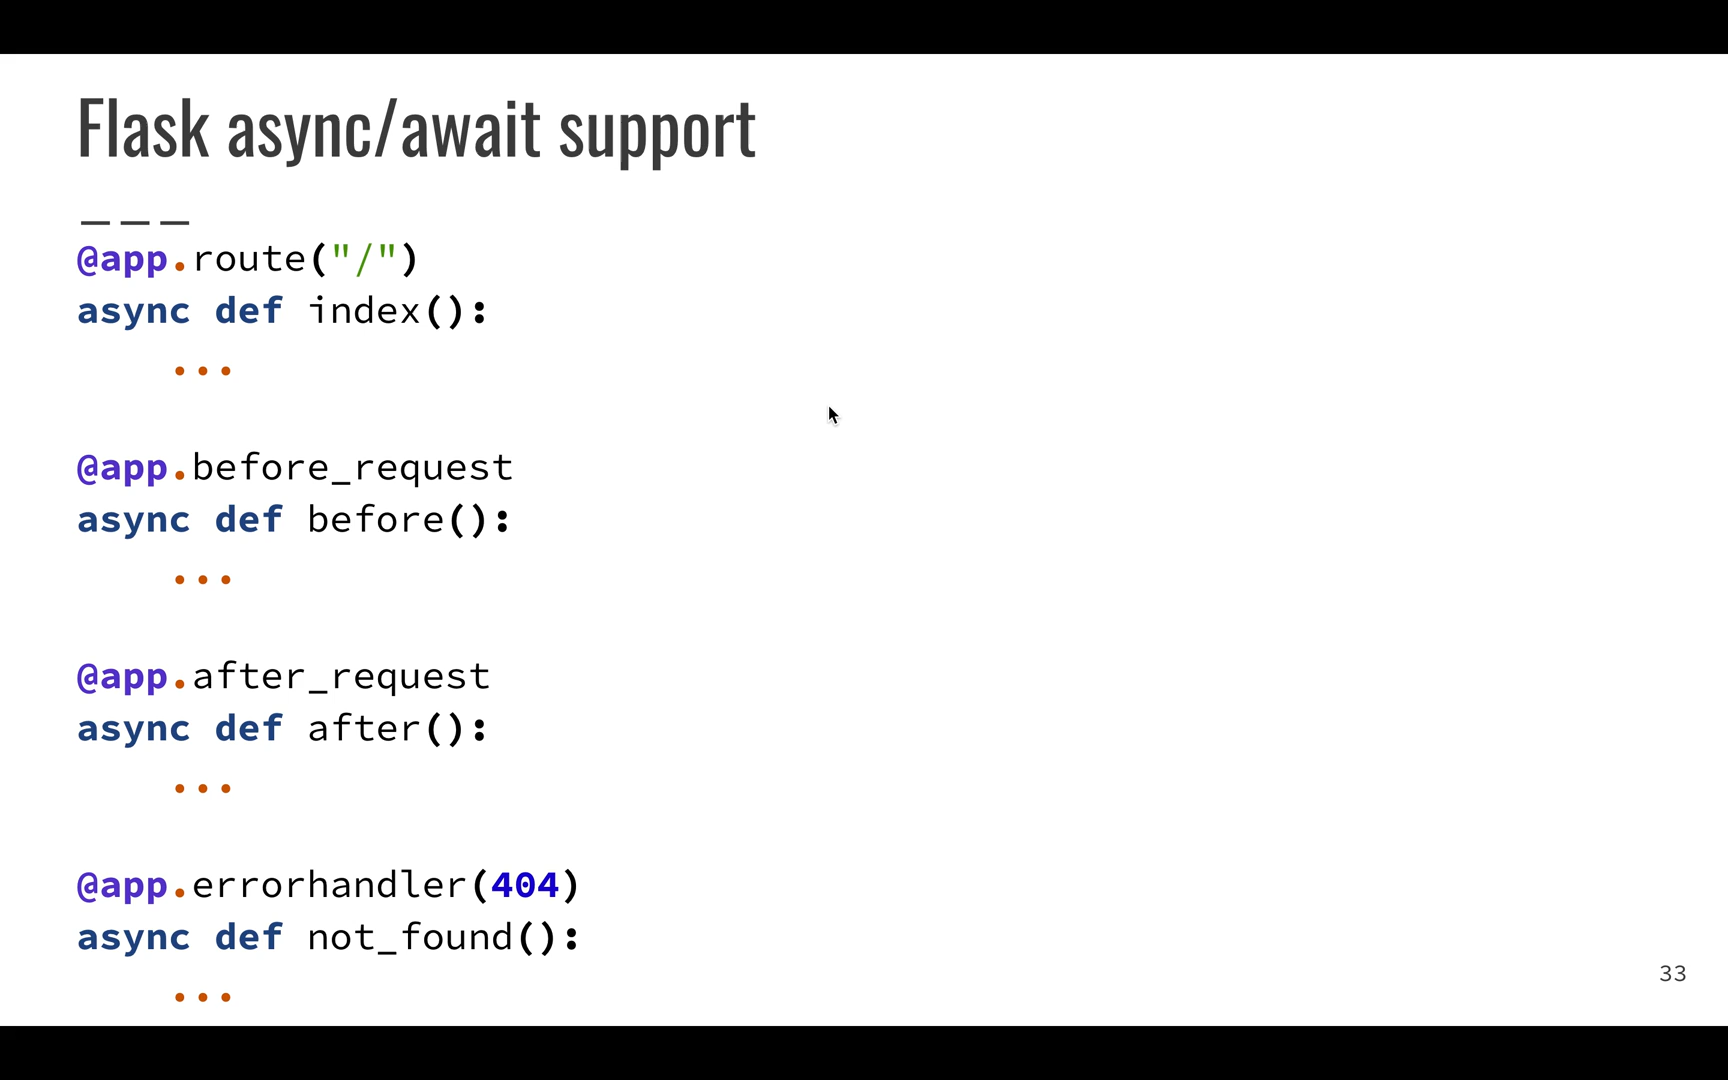 Flask async/await support
———
@app.route("/")
async def index():
    ...
@app.before_request
async def before():
    ...
@app.after_request
async def after():
    ...
@app.errorhandler(404)
async def not_found():
    ...
33